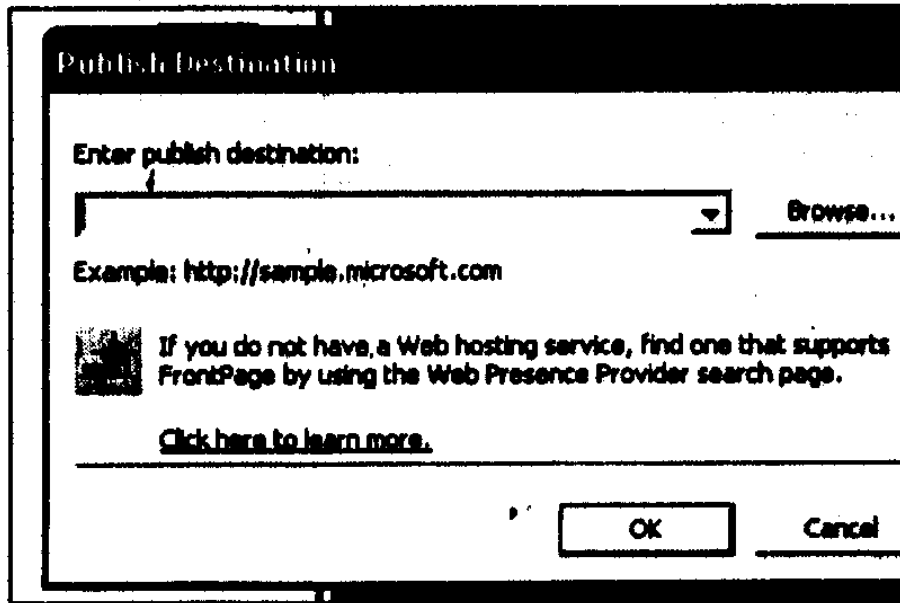 Publish Destination
Enter publish destination:
Browse...
Example: http://sample.microsoft.com
If you do not have a Web hosting service, find one that supports
FrontPage by using the Web Presence Provider search page.
Click here to learn more.
OK
Cancel